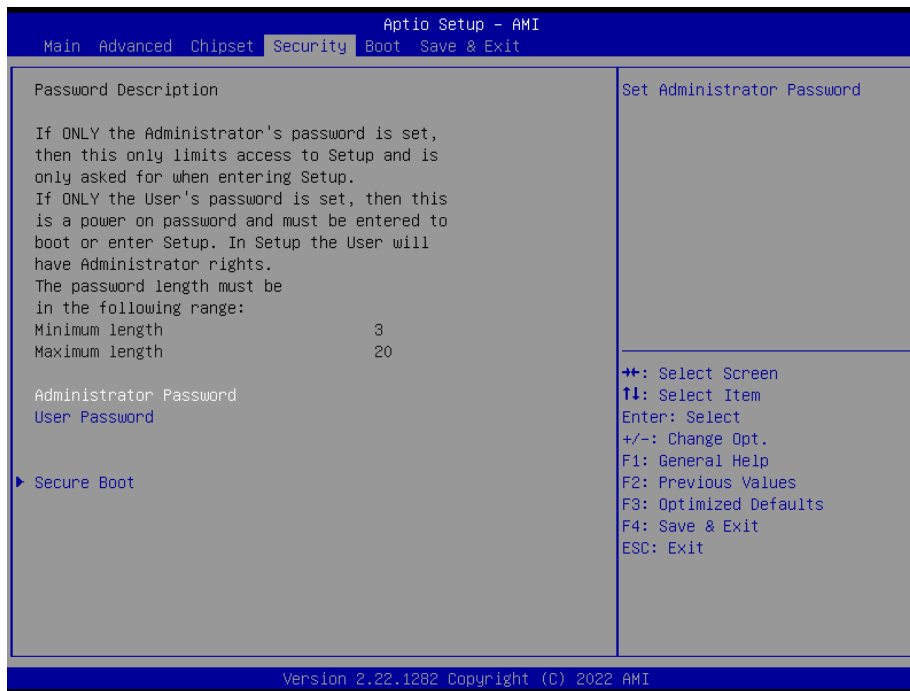 Aptio Setup - AMI
Main Advanced Chipset Security Boot Save & Exit
Password Description
If ONLY the Administrator's password is set,
then this only limits access to Setup and is
only asked for when entering Setup.
If ONLY the User's password is set, then this
is a power on password and must be entered to
boot or enter Setup. In Setup the User will
have Administrator rights.
The password length must be
in the following range:
Minimum length 3
Maximum length 20
Administrator Password
User Password
Secure Boot
Set Administrator Password
→←: Select Screen
↑↓: Select Item
Enter: Select
+/-: Change Opt.
F1: General Help
F2: Previous Values
F3: Optimized Defaults
F4: Save & Exit
ESC: Exit
Version 2.22.1282 Copyright (C) 2022 AMI